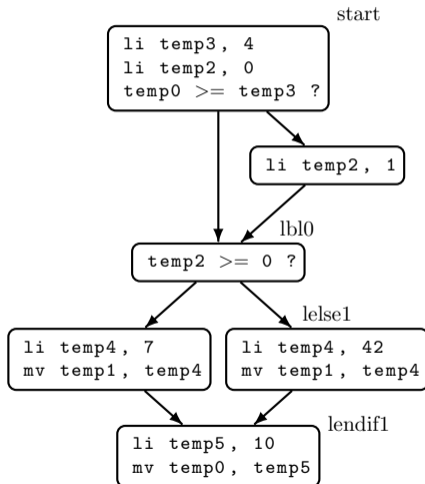 start
li temp3, 4
li temp2, 0
temp0 >= temp3 ?
li temp2, 1
lbl0
temp2 >= 0 ?
li temp4, 7
mv temp1, temp4
lelse1
li temp4, 42
mv temp1, temp4
lendif1
li temp5, 10
mv temp0, temp5